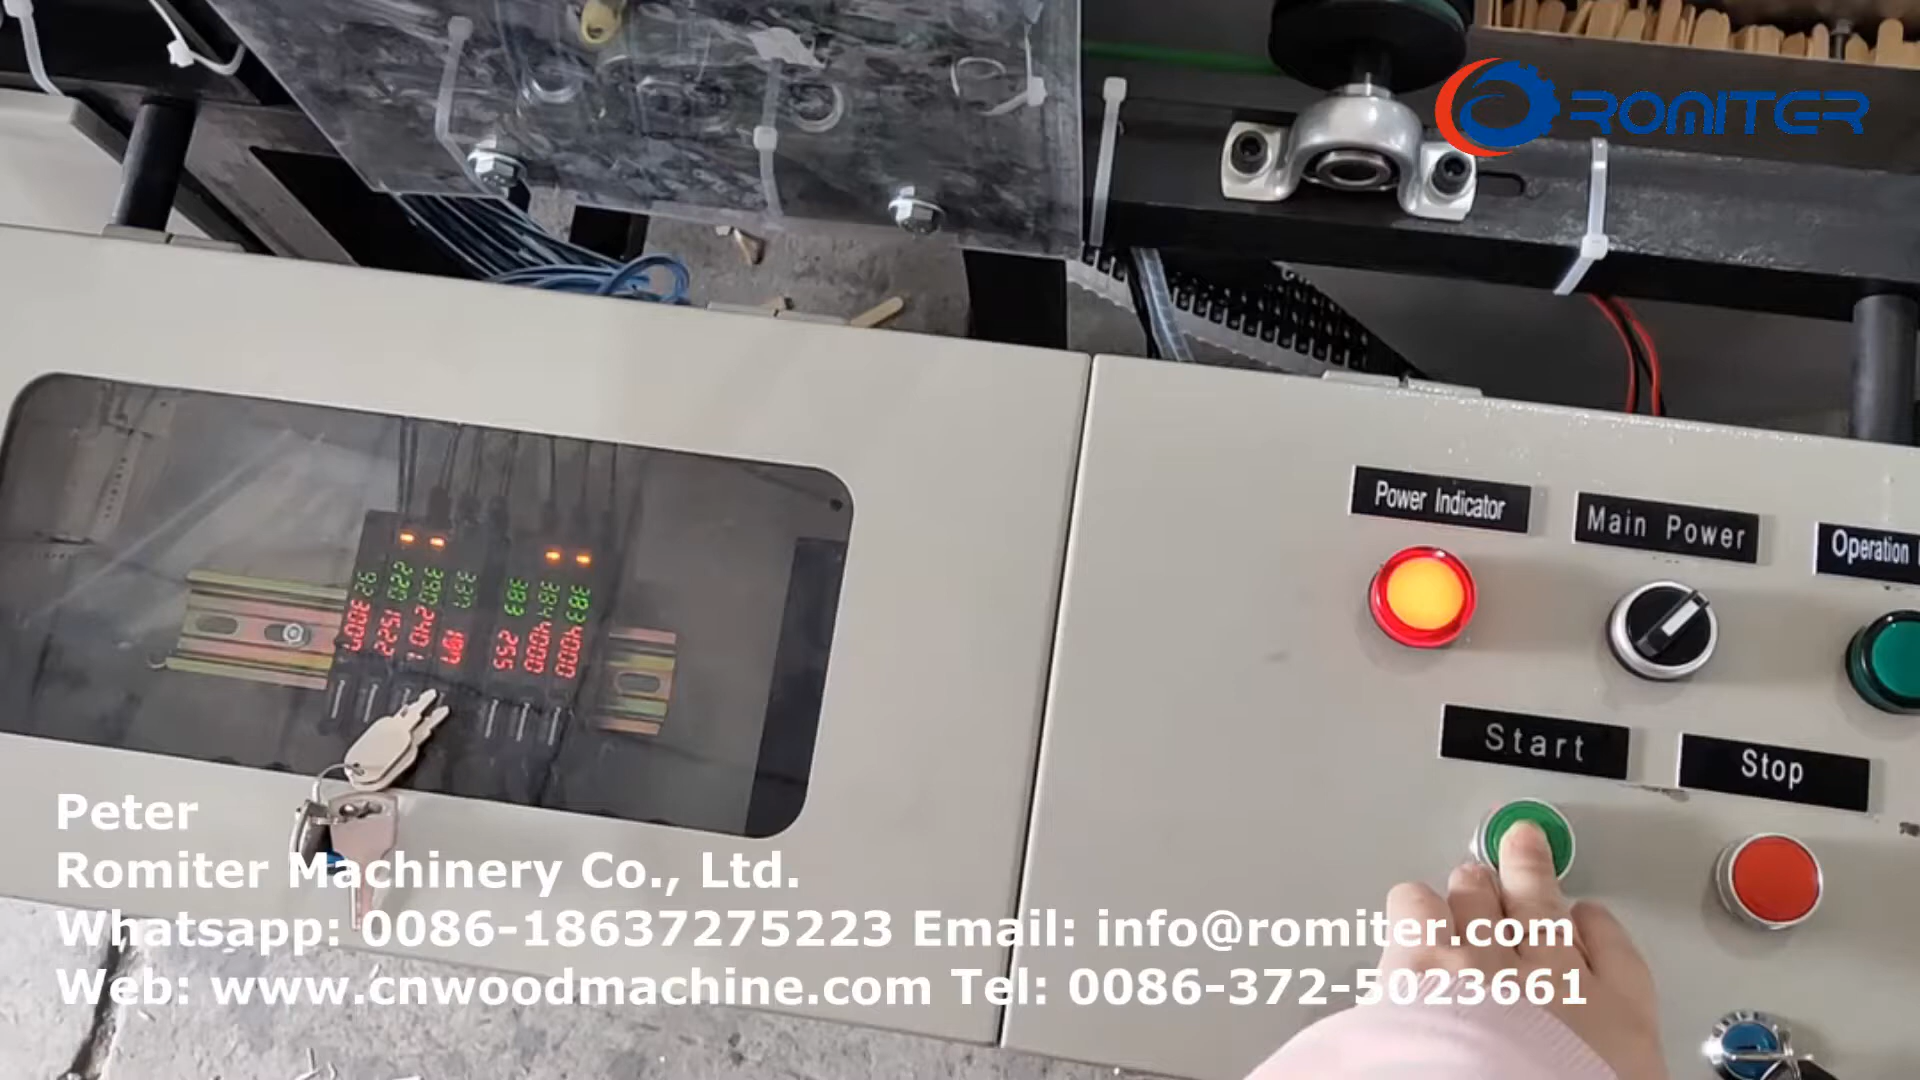 ROMITER
Power Indicator
Main Power
Operation
Start
Stop
Peter
Romiter Machinery Co., Ltd.
Whatsapp: 0086-18637275223 Email: info@romiter.com
Web: www.cnwoodmachine.com Tel: 0086-372-5023661